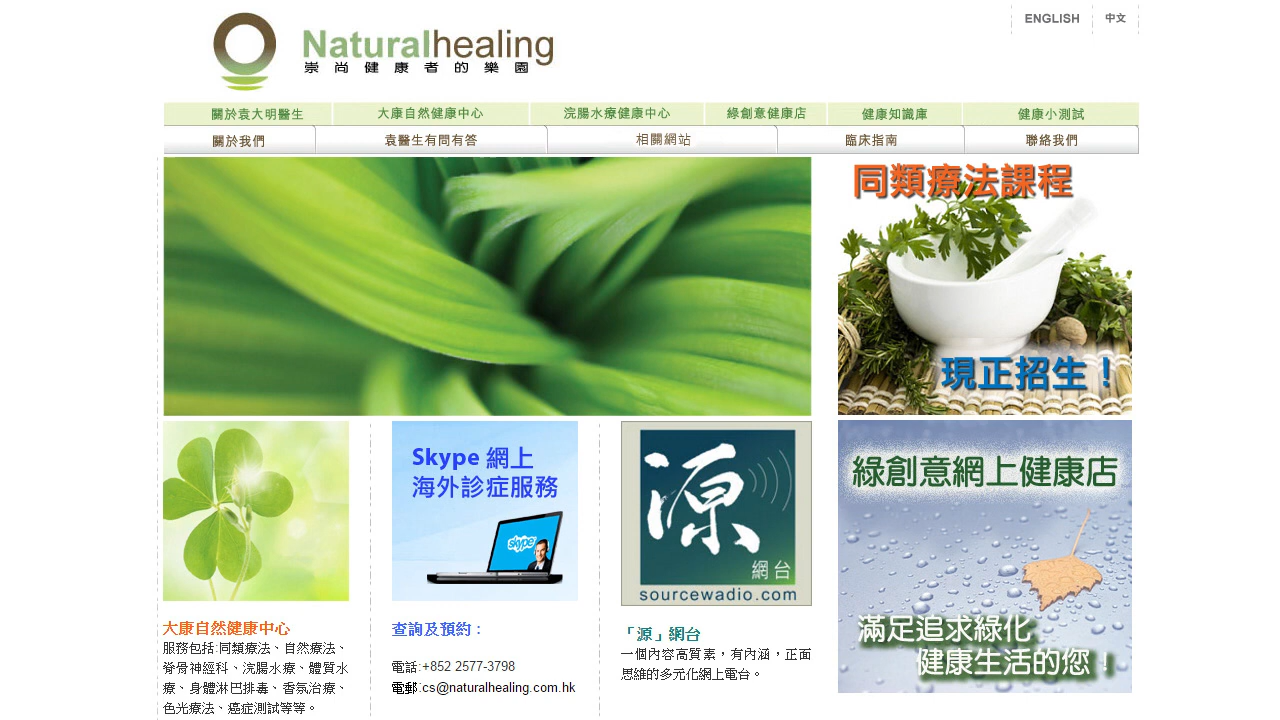 ENGLISH 中文
Naturalhealing
崇尚健康者的樂園
關於袁大明醫生 大康自然健康中心 浣腸水療健康中心 綠創意健康店 健康知識庫 健康小測試
關於我們 袁醫生有問有答 相關網站 臨床指南 聯絡我們
同類療法課程
現正招生！
Skype 網上
海外診症服務
skype
源
網台
sourcewadio.com
綠創意網上健康店
滿足追求綠化
健康生活的您！
大康自然健康中心
服務包括:同類療法、自然療法、
脊骨神經科、浣腸水療、體質水
療、身體淋巴排毒、香氛治療、
色光療法、癌症測試等等。
查詢及預約：
電話:+852 2577-3798
電郵:cs@naturalhealing.com.hk
「源」網台
一個內容高質素，有內涵，正面
思維的多元化網上電台。